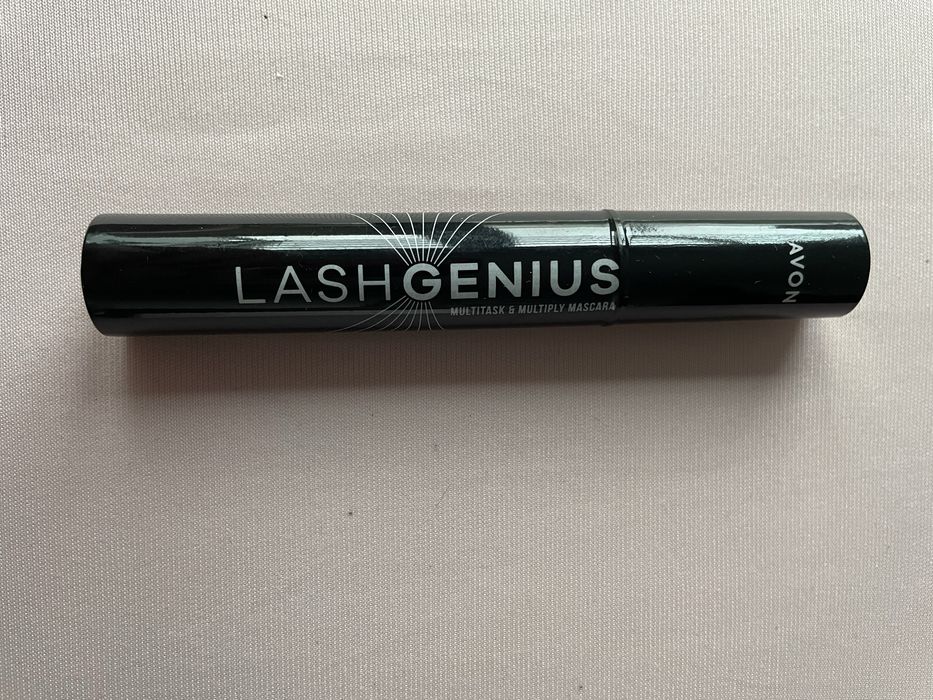 LASHGENIUS
MULTITASK & MULTIPLY MASCARA
AVON